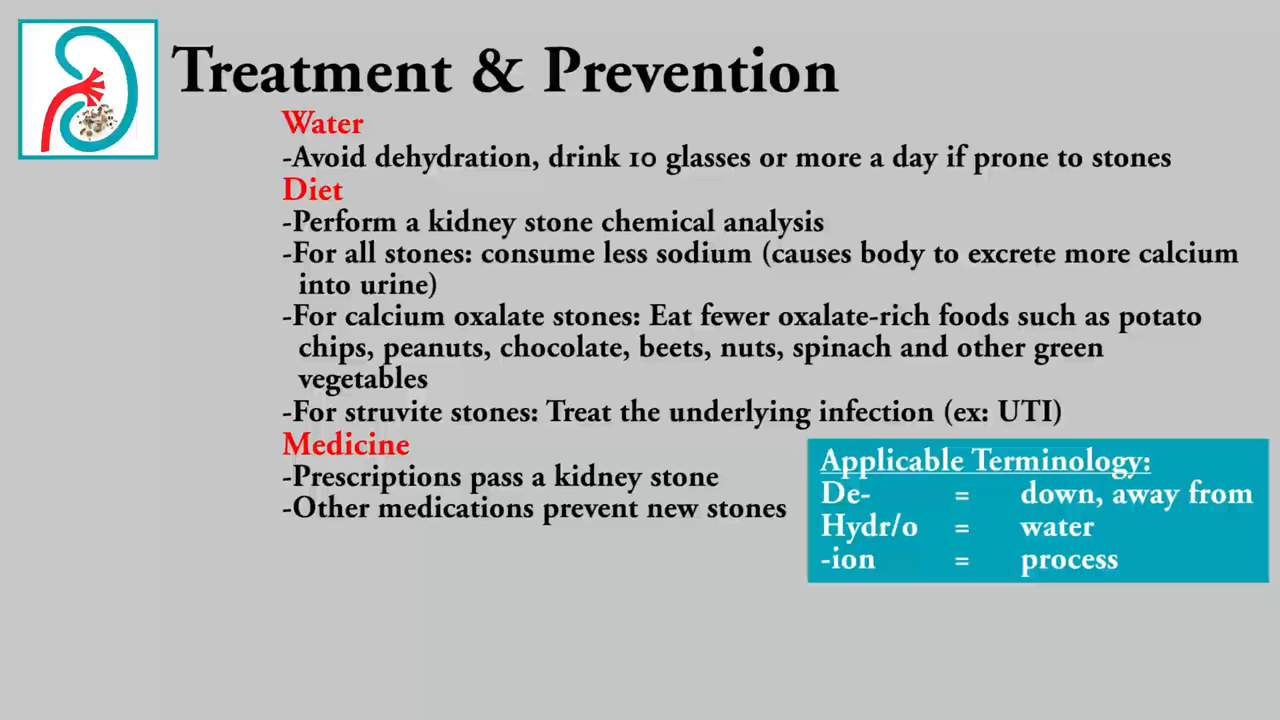 Treatment & Prevention
Water
-Avoid dehydration, drink 10 glasses or more a day if prone to stones
Diet
-Perform a kidney stone chemical analysis
-For all stones: consume less sodium (causes body to excrete more calcium
into urine)
-For calcium oxalate stones: Eat fewer oxalate-rich foods such as potato
chips, peanuts, chocolate, beets, nuts, spinach and other green
vegetables
-For struvite stones: Treat the underlying infection (ex: UTI)
Medicine
-Prescriptions pass a kidney stone
-Other medications prevent new stones
Applicable Terminology:
De- = down, away from
Hydr/o = water
-ion = process